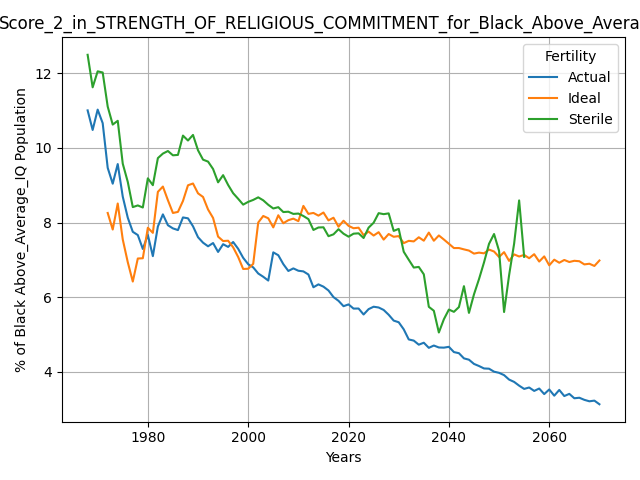 Score_2_in_STRENGTH_OF_RELIGIOUS_COMMITMENT_for_Black_Above_Avera
Fertility
Actual
Ideal
Sterile
% of Black Above_Average_IQ Population
12
10
8
6
4
1980 2000 2020 2040 2060
Years